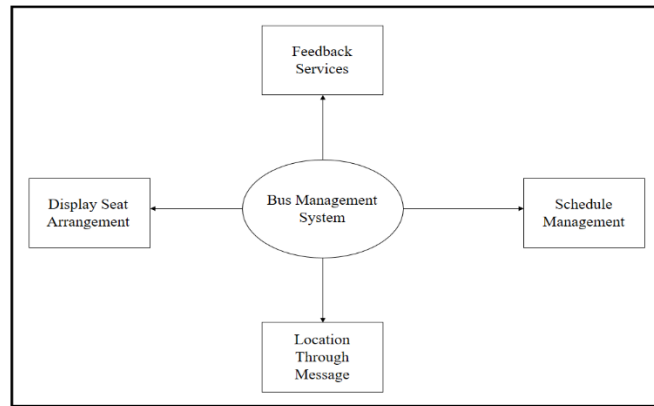 Feedback
Services
Display Seat
Arrangement
Bus Management
System
Schedule
Management
Location
Through
Message